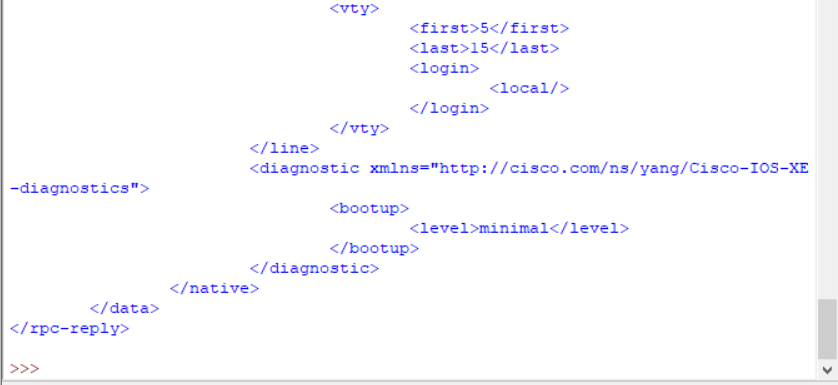 <vty>
<first>5</first>
<last>15</last>
<login>
<local/>
</login>
</vty>
</line>
<diagnostic xmlns="http://cisco.com/ns/yang/Cisco-IOS-XE
-diagnostics">
<bootup>
<level>minimal</level>
</bootup>
</diagnostic>
</native>
</data>
</rpc-reply>
>>>